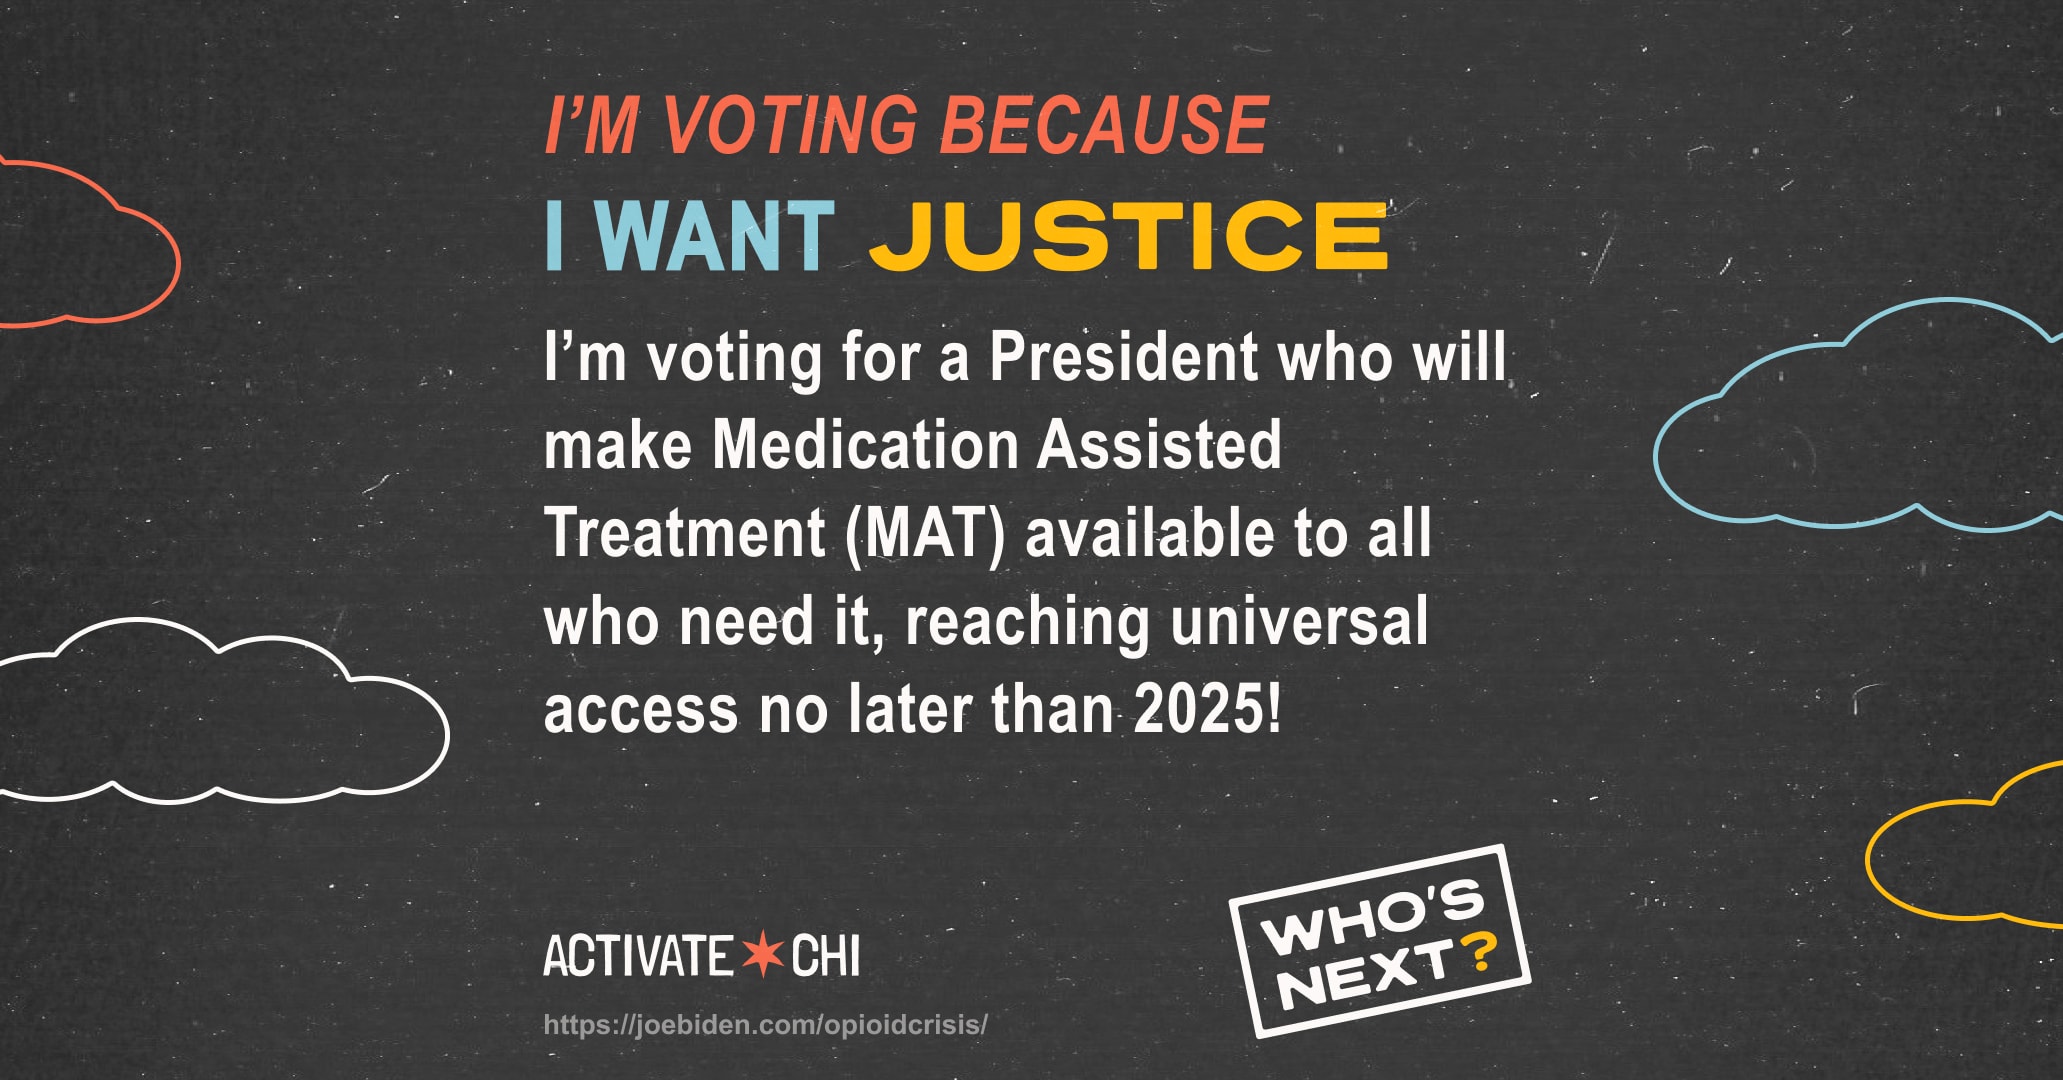 I’M VOTING BECAUSE
I WANT JUSTICE
I’m voting for a President who will
make Medication Assisted
Treatment (MAT) available to all
who need it, reaching universal
access no later than 2025!
ACTIVATE CHI
https://joebiden.com/opioidcrisis/
WHO’S
NEXT?